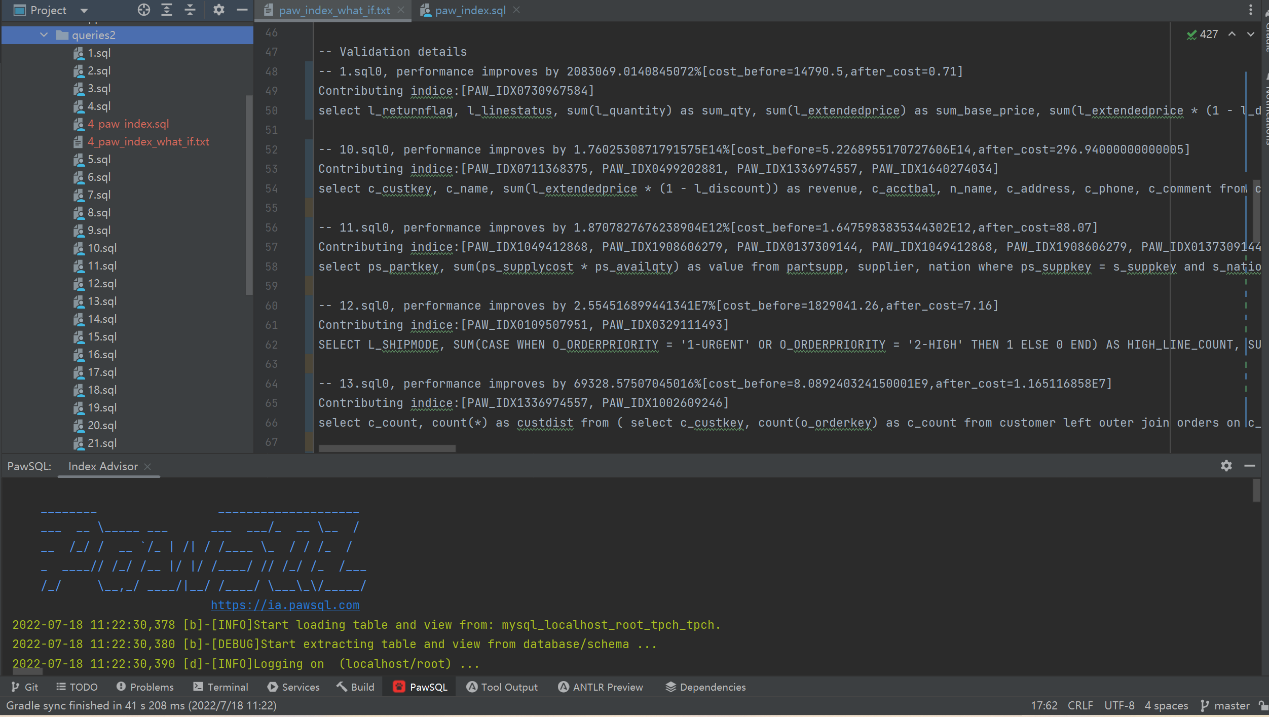 Project
paw_index_what_if.txt
paw_index.sql
queries2
1.sql
2.sql
3.sql
4.sql
4_paw_index.sql
4_paw_index_what_if.txt
5.sql
6.sql
7.sql
8.sql
9.sql
10.sql
11.sql
12.sql
13.sql
14.sql
15.sql
16.sql
17.sql
18.sql
19.sql
20.sql
21.sql
427
46
47 -- Validation details
48 -- 1.sql0, performance improves by 2083069.0140845072%[cost_before=14790.5,after_cost=0.71]
49 Contributing indice:[PAW_IDX0730967584]
50 select l_returnflag, l_linestatus, sum(l_quantity) as sum_qty, sum(l_extendedprice) as sum_base_price, sum(l_extendedprice * (1 - l_d
51
52 -- 10.sql0, performance improves by 1.7602530871791575E14%[cost_before=5.2268955170727606E14,after_cost=296.94000000000005]
53 Contributing indice:[PAW_IDX0711368375, PAW_IDX0499202881, PAW_IDX1336974557, PAW_IDX1640274034]
54 select c_custkey, c_name, sum(l_extendedprice * (1 - l_discount)) as revenue, c_acctbal, n_name, c_address, c_phone, c_comment from c
55
56 -- 11.sql0, performance improves by 1.8707827676238904E12%[cost_before=1.6475983835344302E12,after_cost=88.07]
57 Contributing indice:[PAW_IDX1049412868, PAW_IDX1908606279, PAW_IDX0137309144, PAW_IDX1049412868, PAW_IDX1908606279, PAW_IDX0137309144
58 select ps_partkey, sum(ps_supplycost * ps_availqty) as value from partsupp, supplier, nation where ps_suppkey = s_suppkey and s_natio
59
60 -- 12.sql0, performance improves by 2.554516899441341E7%[cost_before=1829041.26,after_cost=7.16]
61 Contributing indice:[PAW_IDX0109507951, PAW_IDX0329111493]
62 SELECT L_SHIPMODE, SUM(CASE WHEN O_ORDERPRIORITY = '1-URGENT' OR O_ORDERPRIORITY = '2-HIGH' THEN 1 ELSE 0 END) AS HIGH_LINE_COUNT, SU
63
64 -- 13.sql0, performance improves by 69328.57507045016%[cost_before=8.089240324150001E9,after_cost=1.165116858E7]
65 Contributing indice:[PAW_IDX1336974557, PAW_IDX1002609246]
66 select c_count, count(*) as custdist from ( select c_custkey, count(o_orderkey) as c_count from customer left outer join orders on c_
67
PawSQL: Index Advisor
https://ia.pawsql.com
2022-07-18 11:22:30,378 [b]-[INFO]Start loading table and view from: mysql_localhost_root_tpch_tpch.
2022-07-18 11:22:30,380 [b]-[DEBUG]Start extracting table and view from database/schema ...
2022-07-18 11:22:30,390 [d]-[INFO]Logging on  (localhost/root) ...
Git TODO Problems Terminal Services Build PawSQL Tool Output ANTLR Preview Dependencies
Gradle sync finished in 41 s 208 ms (2022/7/18 11:22) 17:62 CRLF UTF-8 4 spaces master